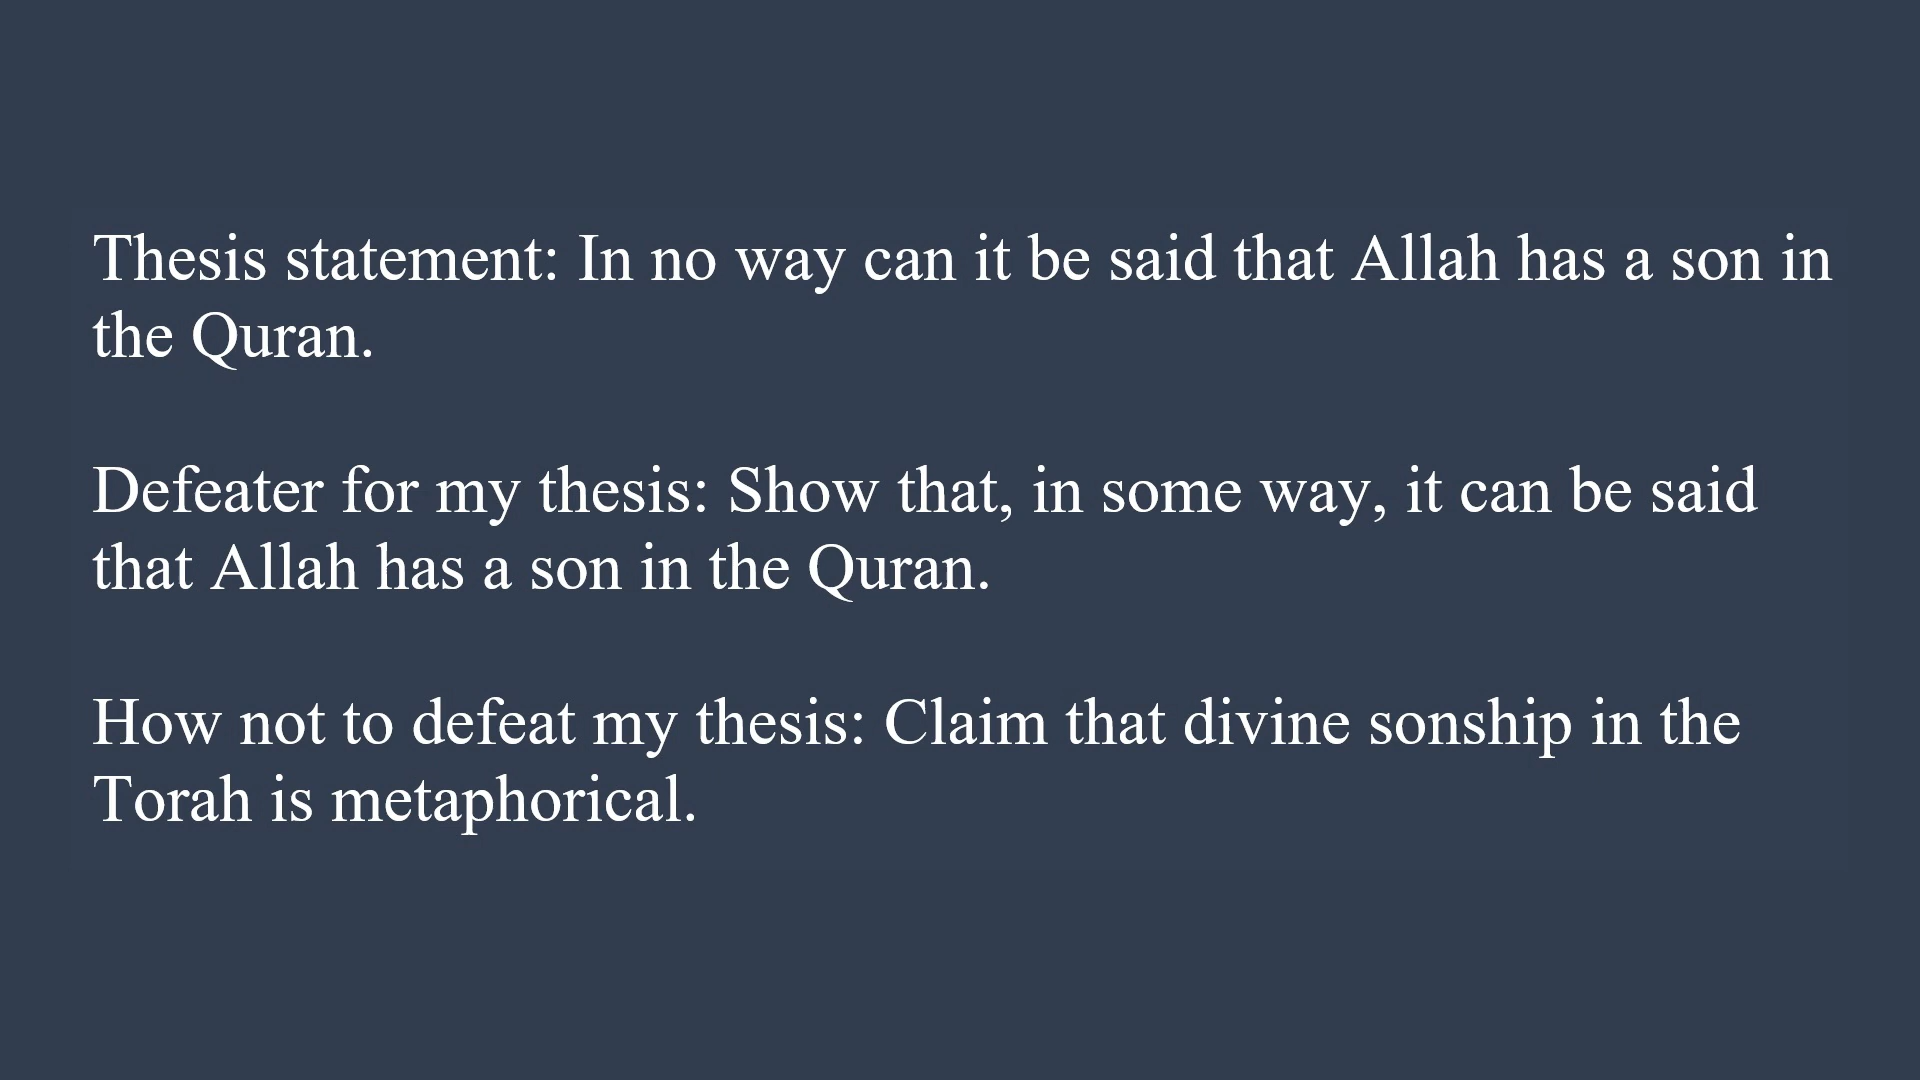 Thesis statement: In no way can it be said that Allah has a son in
the Quran.
Defeater for my thesis: Show that, in some way, it can be said
that Allah has a son in the Quran.
How not to defeat my thesis: Claim that divine sonship in the
Torah is metaphorical.